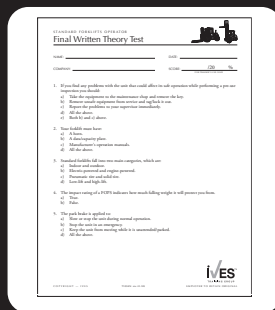 STANDARD FORKLIFT OPERATOR
Final Written Theory Test
NAME:
DATE:
COMPANY:
SCORE: /20 %
1. If you find any problems with the unit that could affect its safe operation while performing a pre-use
inspection you should:
a) Take the equipment to the maintenance shop and remove the key.
b) Remove unsafe equipment from service and tag/lock it out.
c) Report the problem to your supervisor immediately.
d) All the above.
e) Both b) and c) above.
2. Your forklift must have:
a) A horn.
b) A data/capacity plate.
c) Manufacturer's operator's manual.
d) All the above.
3. Standard forklifts fall into two main categories, which are:
a) Indoor and outdoor.
b) Electric-powered and engine-powered.
c) Pneumatic tire and solid tire.
d) Low-lift and high-lift.
4. The impact rating of a FOPS indicates how much falling weight it will protect you from.
a) True.
b) False.
5. The park brake is applied to:
a) Slow or stop the unit during normal operation.
b) Stop the unit in an emergency.
c) Keep the unit from moving while it is unattended/parked.
d) All the above.
IVES